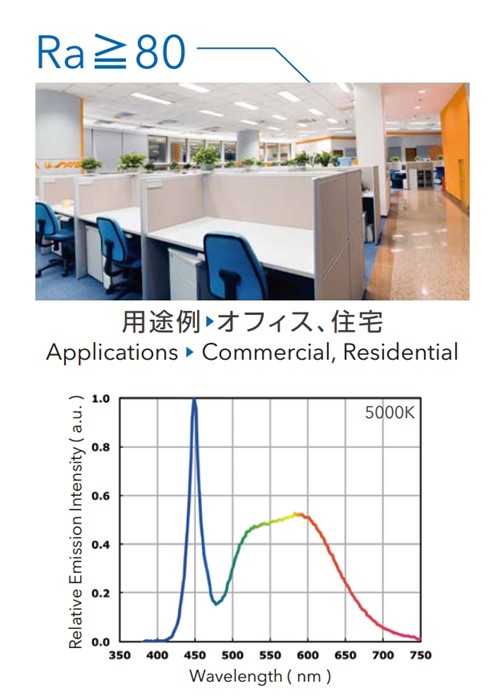 Ra≧80
用途例▶オフィス、住宅
Applications ▶ Commercial, Residential
5000K
Relative Emission Intensity ( a.u. )
1.0
0.8
0.6
0.4
0.2
0.0
350 400 450 500 550 600 650 700 750
Wavelength ( nm )